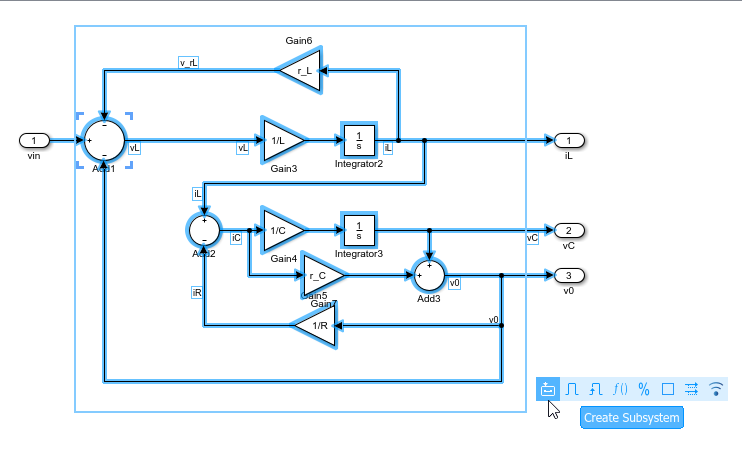 Gain6
v_rL
r_L
1
vin
Add1
vL
vL
1/L
Gain3
1
s
Integrator2
iL
1
iL
iL
Add2
iC
1/C
Gain4
1
s
Integrator3
vC
2
vC
r_C
Gain5
Add3
v0
3
v0
iR
Gain7
1/R
v0
f()
%
Create Subsystem